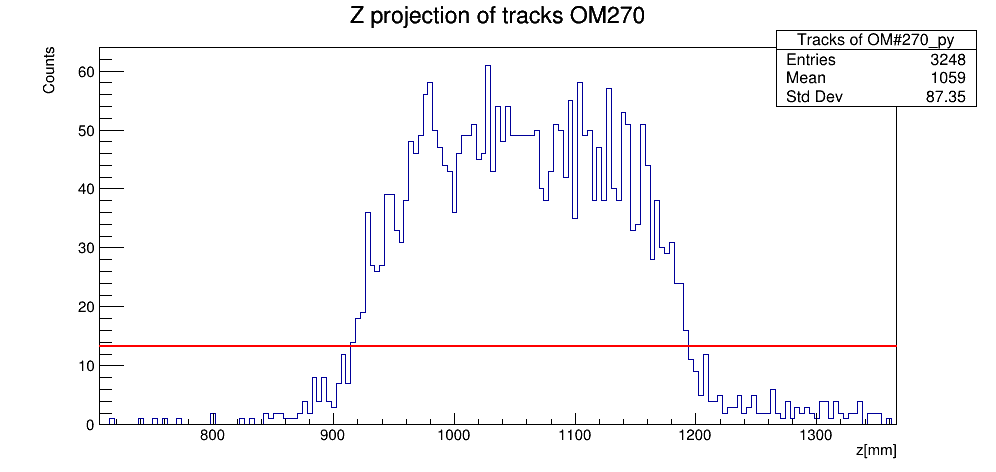 Z projection of tracks OM270
Tracks of OM#270_py
Entries 3248
Mean 1059
Std Dev 87.35
Counts
60
50
40
30
20
10
0
800 900 1000 1100 1200 1300
z[mm]